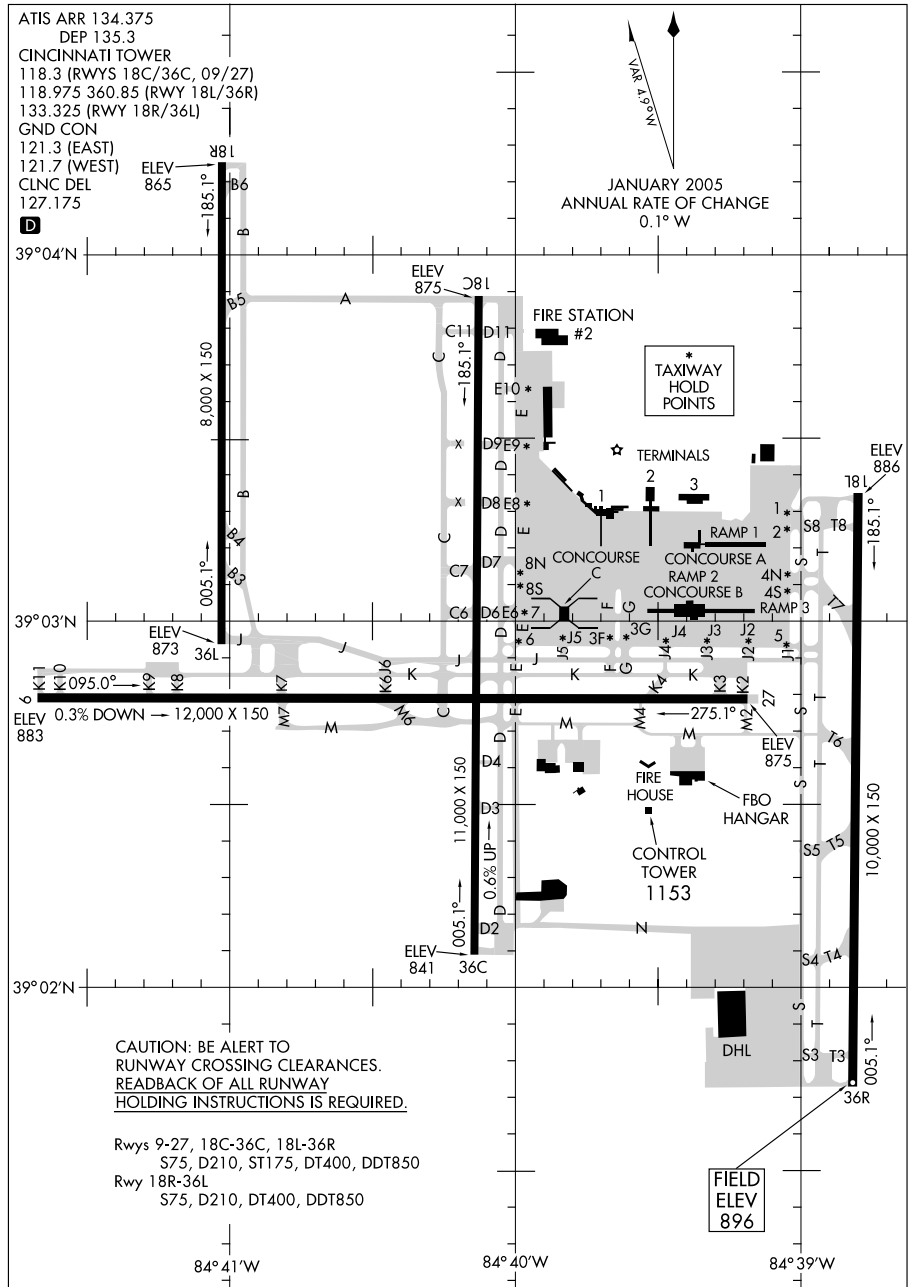 ATIS ARR 134.375
DEP 135.3
CINCINNATI TOWER
118.3 (RWYS 18C/36C, 09/27)
118.975 360.85 (RWY 18L/36R)
133.325 (RWY 18R/36L)
GND CON
121.3 (EAST)
121.7 (WEST)
CLNC DEL
127.175
D
VAR 4.9° W
JANUARY 2005
ANNUAL RATE OF CHANGE
0.1° W
ELEV
865
18R
185.1°
B6
B
39°04'N
ELEV
875
18C
B5
A
C11
D11
FIRE STATION
#2
C
D
185.1°
8,000 X 150
E10 *
E
*
TAXIWAY
HOLD
POINTS
X
D9
E9 *
D
TERMINALS
1
2
3
ELEV
886
18L
185.1°
B
X
D8
E8 *
1 *
2 *
S8
T8
B4
B3
C
D
E
RAMP 1
CONCOURSE
C
CONCOURSE A
S
T
005.1°
C7
D7
8N
8S
RAMP 2
CONCOURSE B
4N
4S
T7
C6
D6
E6
7
F
G
RAMP 3
39°03'N
ELEV
873
36L
D
E
6
J5
J5
3F
3G
J4
J4
J3
J3
J2
J2
5
J1
J
J
J
J
F
G
K11
K10
K9
K8
K7
K6
J6
K
E
K
K4
K
K3
K2
9
095.0°
27
ELEV
883
0.3% DOWN
12,000 X 150
M7
M
M6
C
E
M
M4
275.1°
M2
S
T
M
ELEV
875
T6
D
D4
FIRE
HOUSE
FBO
HANGAR
S
T
11,000 X 150
D3
0.6% UP
CONTROL
TOWER
1153
S5
T5
10,000 X 150
005.1°
D
D2
N
ELEV
841
36C
S4
T4
39°02'N
S
T
DHL
S3
T3
005.1°
36R
CAUTION: BE ALERT TO
RUNWAY CROSSING CLEARANCES.
READBACK OF ALL RUNWAY
HOLDING INSTRUCTIONS IS REQUIRED.
Rwys 9-27, 18C-36C, 18L-36R
S75, D210, ST175, DT400, DDT850
Rwy 18R-36L
S75, D210, DT400, DDT850
FIELD
ELEV
896
84°41'W
84°40'W
84°39'W